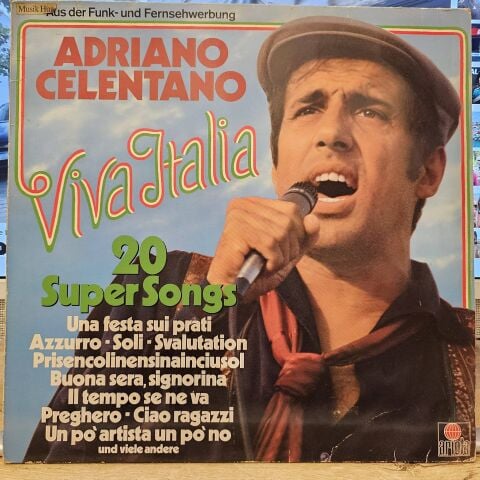 Musik Hug
Aus der Funk- und Fernsehwerbung
ADRIANO
CELENTANO
Viva Italia
20
Super Songs
Una festa sui prati
Azzurro - Soli - Svalutation
Prisencolinensinainciusol
Buona sera, signorina
Il tempo se ne va
Preghero - Ciao ragazzi
Un po' artista un po' no
und viele andere
ariola